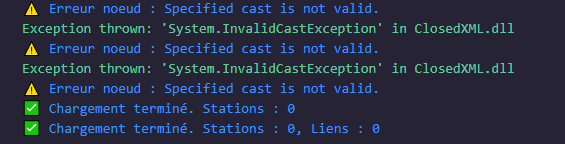 ⚠️ Erreur noeud : Specified cast is not valid.
Exception thrown: 'System.InvalidCastException' in ClosedXML.dll
⚠️ Erreur noeud : Specified cast is not valid.
Exception thrown: 'System.InvalidCastException' in ClosedXML.dll
⚠️ Erreur noeud : Specified cast is not valid.
✅ Chargement terminé. Stations : 0
✅ Chargement terminé. Stations : 0, Liens : 0